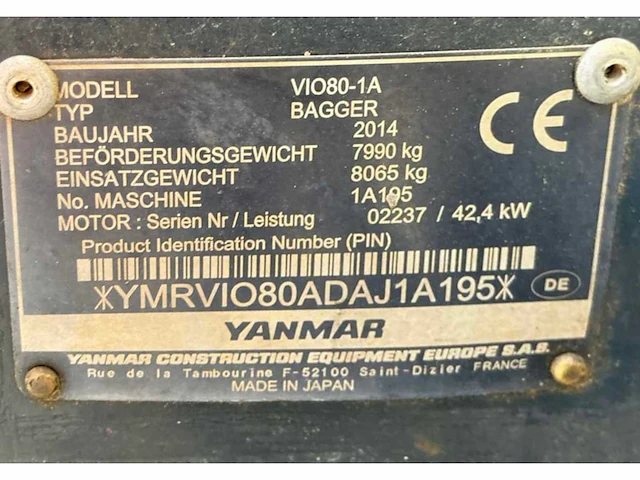 MODELL VIO80-1A
TYP BAGGER
BAUJAHR 2014
BEFÖRDERUNGSGEWICHT 7990 kg
EINSATZGEWICHT 8065 kg
No. MASCHINE 1A195
MOTOR : Serien Nr / Leistung 02237 / 42,4 kW
Product Identification Number (PIN)
*YMRVIO80ADAJ1A195*
DE
YANMAR
YANMAR CONSTRUCTION EQUIPMENT EUROPE S.A.S.
Rue de la Tambourine F-52100 Saint-Dizier FRANCE
MADE IN JAPAN
CE